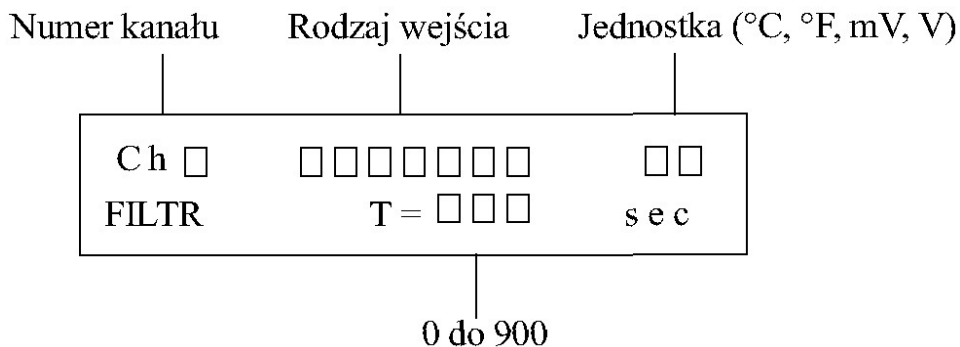 Numer kanału Rodzaj wejścia Jednostka (°C, °F, mV, V)
Ch □ □□□□□□□ □□
FILTR T = □□□ sec
0 do 900